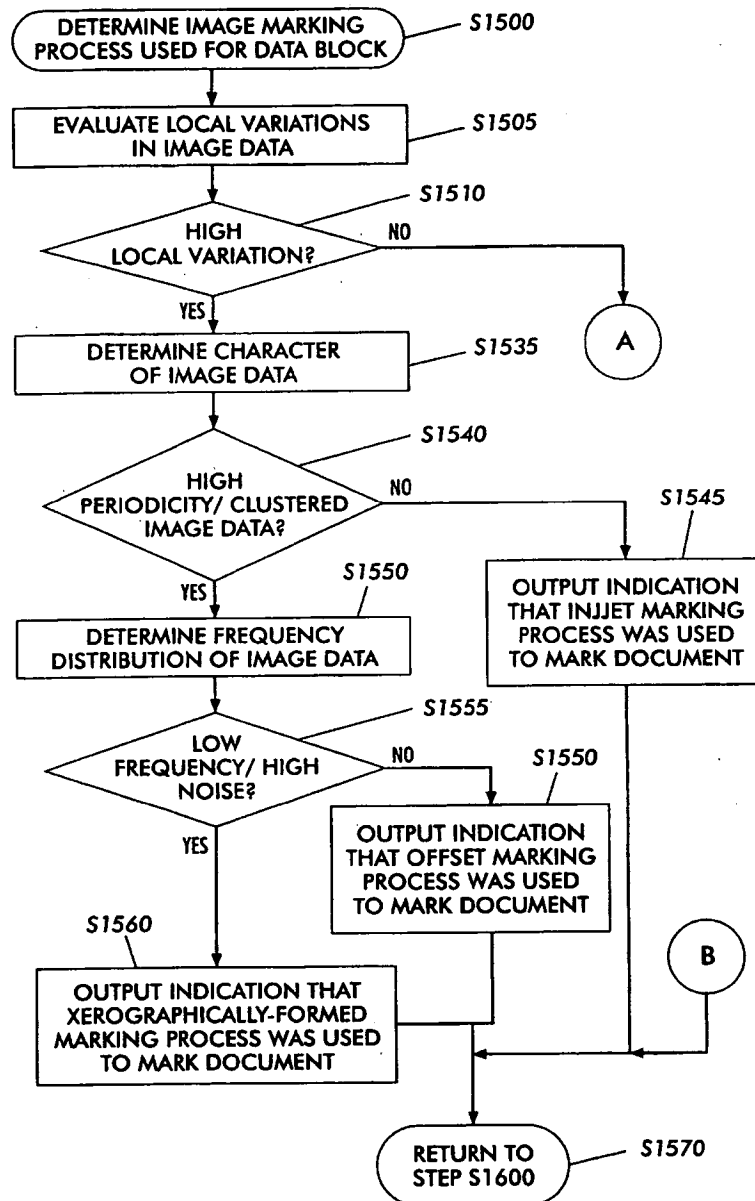 DETERMINE IMAGE MARKING
PROCESS USED FOR DATA BLOCK
S1500
EVALUATE LOCAL VARIATIONS
IN IMAGE DATA
S1505
S1510
HIGH
LOCAL VARIATION?
NO
YES
A
DETERMINE CHARACTER
OF IMAGE DATA
S1535
S1540
HIGH
PERIODICITY/ CLUSTERED
IMAGE DATA?
NO
YES
S1545
OUTPUT INDICATION
THAT INJJET MARKING
PROCESS WAS USED
TO MARK DOCUMENT
S1550
DETERMINE FREQUENCY
DISTRIBUTION OF IMAGE DATA
S1555
LOW
FREQUENCY/ HIGH
NOISE?
NO
YES
S1550
OUTPUT INDICATION
THAT OFFSET MARKING
PROCESS WAS USED
TO MARK DOCUMENT
S1560
OUTPUT INDICATION THAT
XEROGRAPHICALLY-FORMED
MARKING PROCESS WAS USED
TO MARK DOCUMENT
B
RETURN TO
STEP S1600
S1570